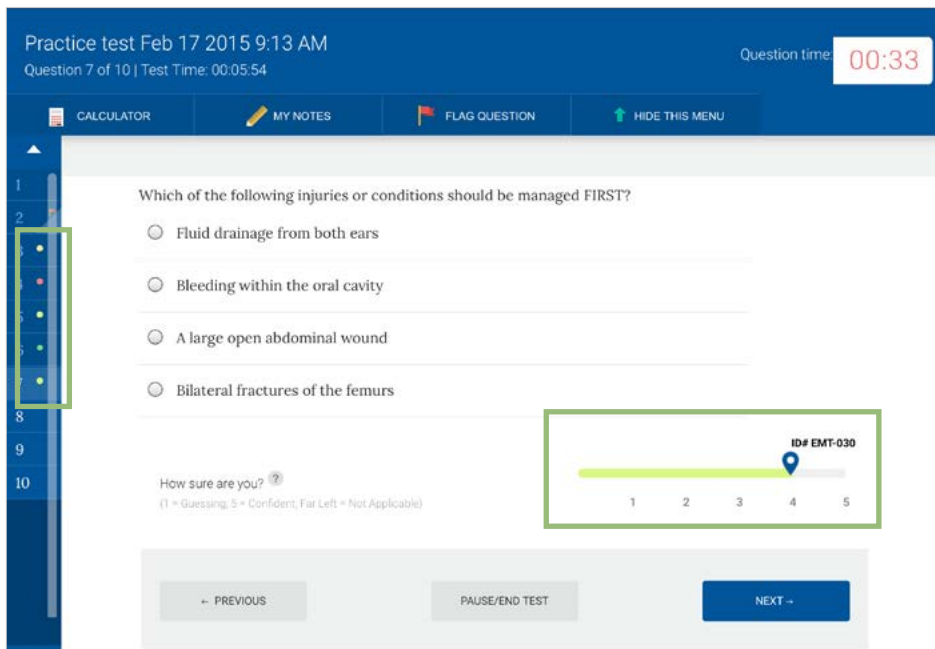 Practice test Feb 17 2015 9:13 AM
Question 7 of 10 | Test Time: 00:05:54
Question time: 00:33
CALCULATOR MY NOTES FLAG QUESTION HIDE THIS MENU
1
2
3
4
5
6
7
8
9
10
Which of the following injuries or conditions should be managed FIRST?
Fluid drainage from both ears
Bleeding within the oral cavity
A large open abdominal wound
Bilateral fractures of the femurs
ID# EMT-030
How sure are you? ?
(1 = Guessing, 5 = Confident, Far Left = Not Applicable)
1 2 3 4 5
← PREVIOUS PAUSE/END TEST NEXT →